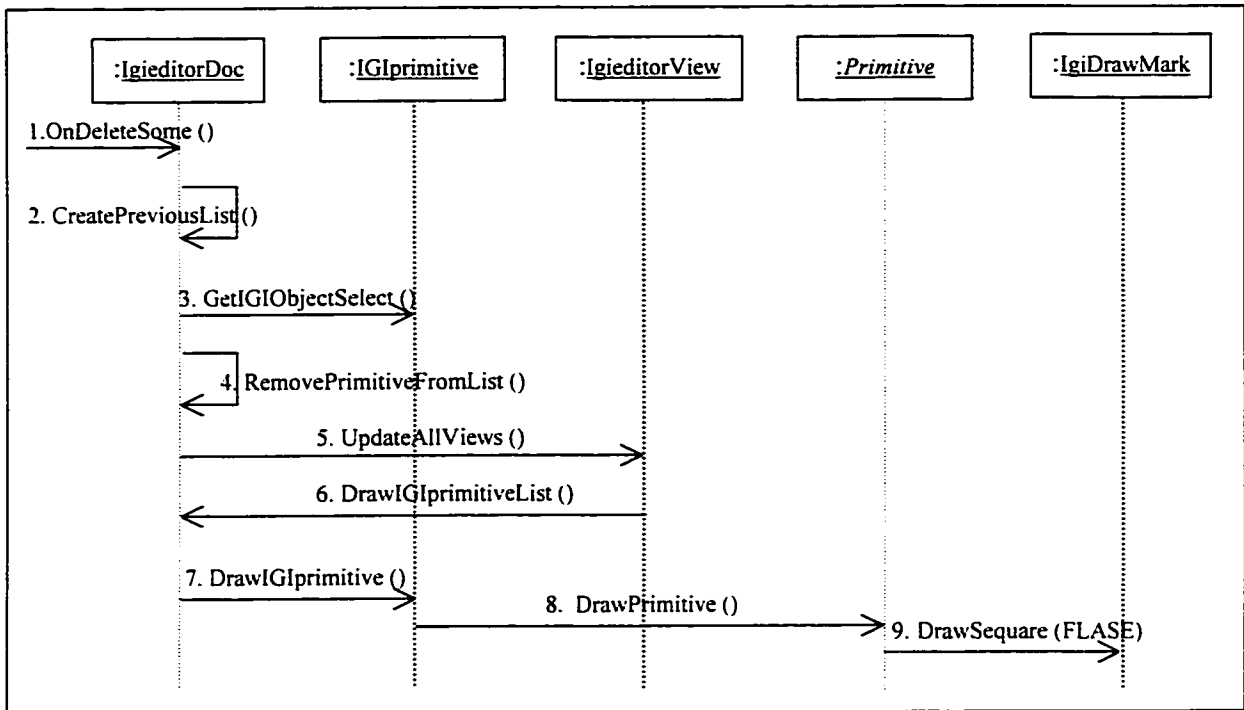 :IgieditorDoc
:IGIprimitive
:IgieditorView
:Primitive
:IgiDrawMark
1.OnDeleteSome ()
2. CreatePreviousList ()
3. GetIGIObjectSelect ()
4. RemovePrimitiveFromList ()
5. UpdateAllViews ()
6. DrawIGIprimitiveList ()
7. DrawIGIprimitive ()
8. DrawPrimitive ()
9. DrawSequare (FLASE)